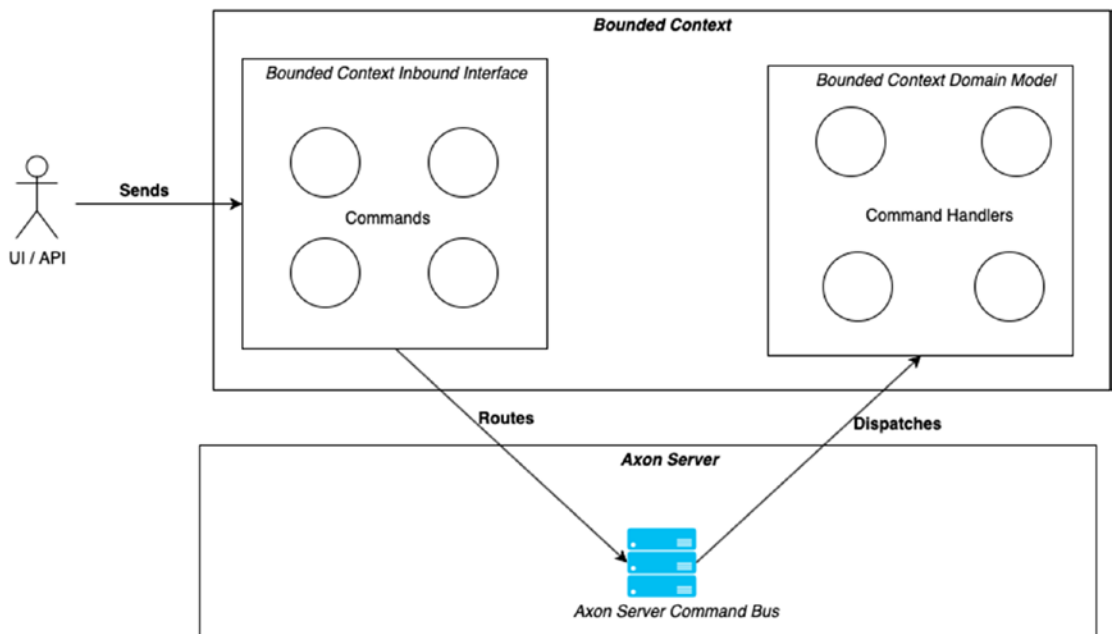 Bounded Context
Bounded Context Inbound Interface
Bounded Context Domain Model
Sends
Commands
Command Handlers
UI / API
Routes
Dispatches
Axon Server
Axon Server Command Bus